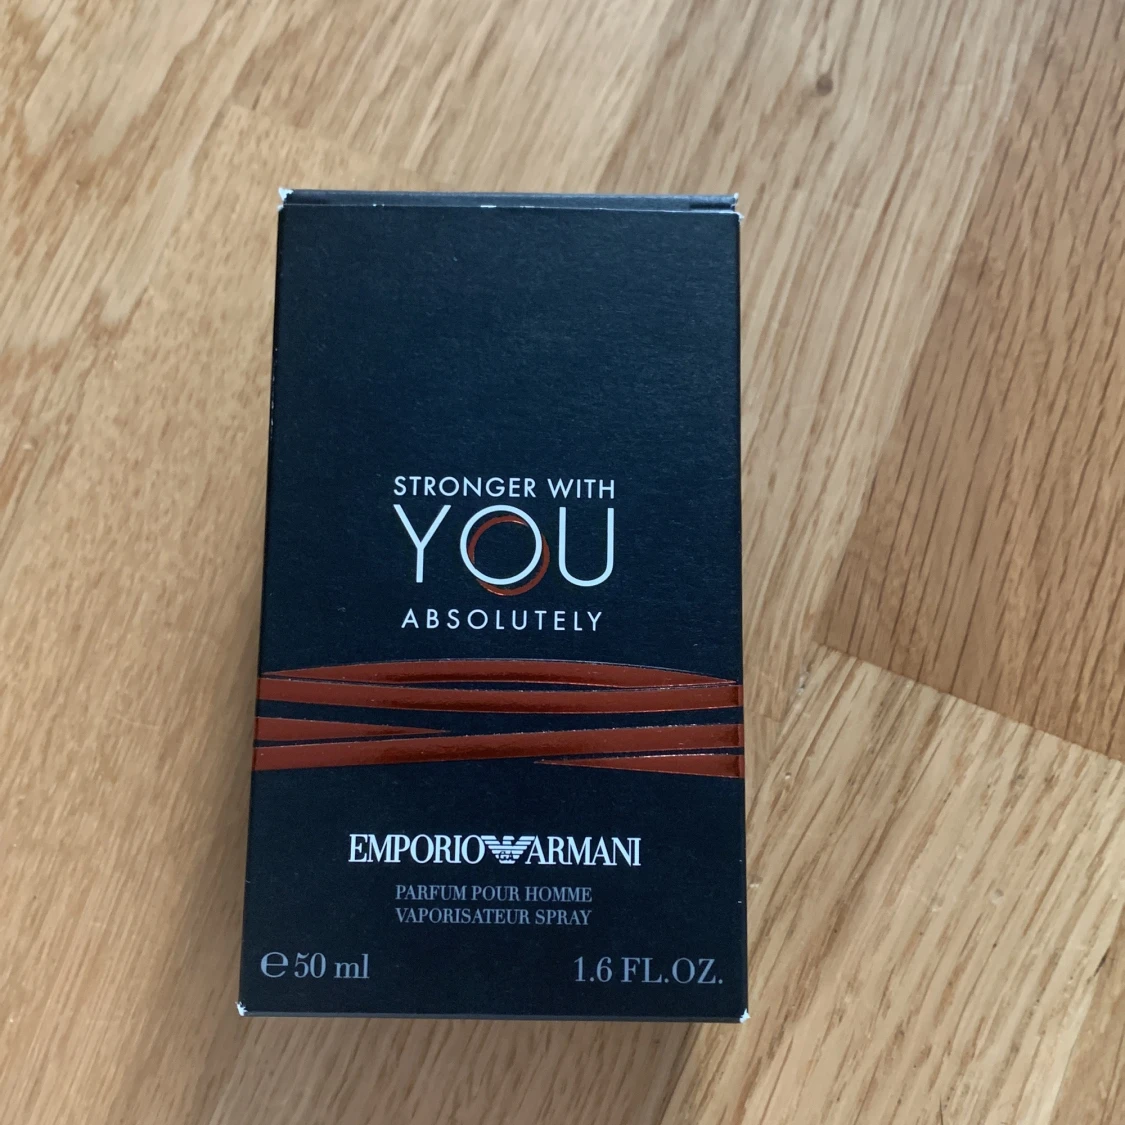 STRONGER WITH
YOU
ABSOLUTELY
EMPORIO ARMANI
PARFUM POUR HOMME
VAPORISATEUR SPRAY
℮ 50 ml 1.6 FL.OZ.